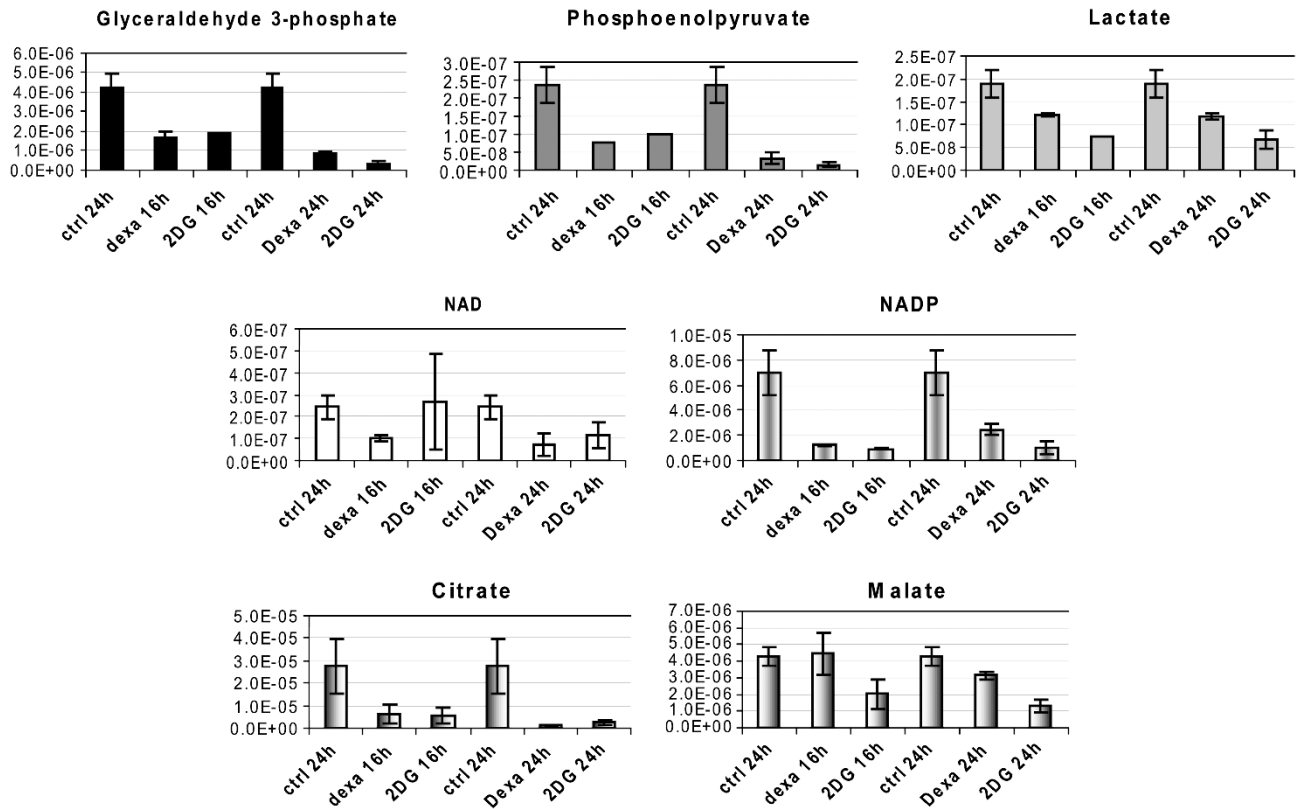 Glyceraldehyde 3-phosphate
6.0E-06
5.0E-06
4.0E-06
3.0E-06
2.0E-06
1.0E-06
0.0E+00
ctrl 24h
dexa 16h
2DG 16h
ctrl 24h
Dexa 24h
2DG 24h
Phosphoenolpyruvate
3.0E-07
2.5E-07
2.0E-07
1.0E-07
1.0E-07
5.0E-08
0.0E+00
ctrl 24h
dexa 16h
2DG 16h
ctrl 24h
Dexa 24h
2DG 24h
Lactate
2.5E-07
2.0E-07
1.0E-07
1.0E-07
5.0E-08
0.0E+00
ctrl 24h
dexa 16h
2DG 16h
ctrl 24h
Dexa 24h
2DG 24h
NAD
6.0E-07
5.0E-07
4.0E-07
3.0E-07
2.0E-07
1.0E-07
0.0E+00
ctrl 24h
dexa 16h
2DG 16h
ctrl 24h
Dexa 24h
2DG 24h
NADP
1.0E-05
8.0E-06
6.0E-06
4.0E-06
2.0E-06
0.0E+00
ctrl 24h
dexa 16h
2DG 16h
ctrl 24h
Dexa 24h
2DG 24h
Citrate
5.0E-05
4.0E-05
3.0E-05
2.0E-05
1.0E-05
0.0E+00
ctrl 24h
dexa 16h
2DG 16h
ctrl 24h
Dexa 24h
2DG 24h
Malate
7.0E-06
6.0E-06
5.0E-06
4.0E-06
3.0E-06
2.0E-06
1.0E-06
0.0E+00
ctrl 24h
dexa 16h
2DG 16h
ctrl 24h
Dexa 24h
2DG 24h